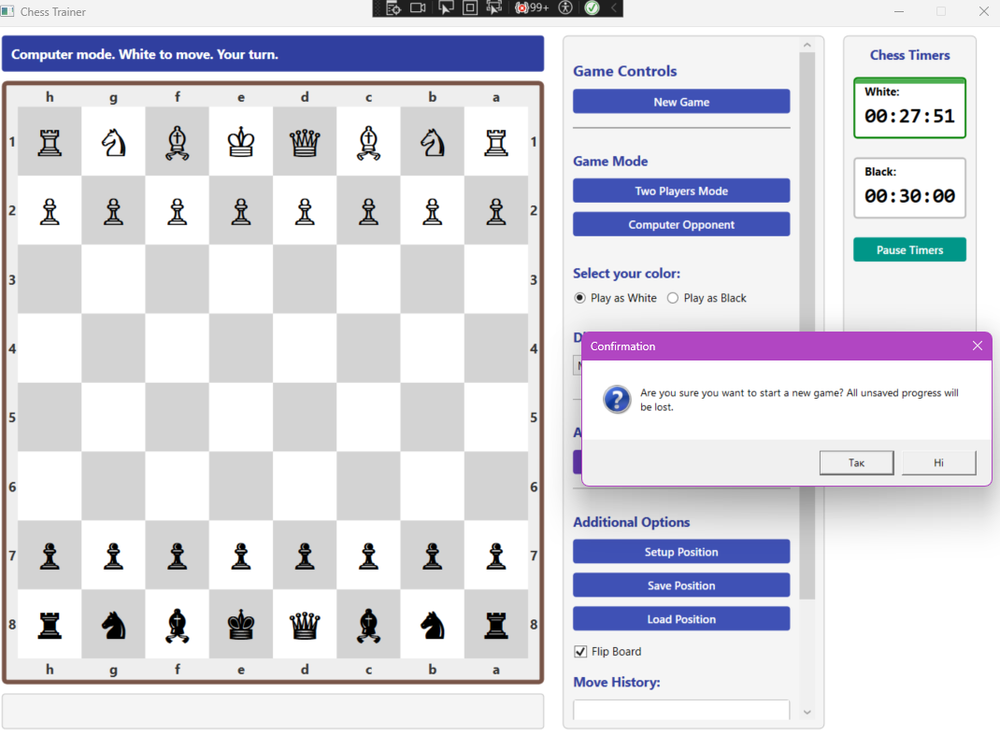 Chess Trainer
99+
Computer mode. White to move. Your turn.
h g f e d c b a
1 1
2 2
3 3
4 4
5 5
6 6
7 7
8 8
h g f e d c b a
Game Controls
New Game
Game Mode
Two Players Mode
Computer Opponent
Select your color:
Play as White Play as Black
Additional Options
Setup Position
Save Position
Load Position
Flip Board
Move History:
Chess Timers
White:
00:27:51
Black:
00:30:00
Pause Timers
Confirmation
Are you sure you want to start a new game? All unsaved progress will
be lost.
Так Ні